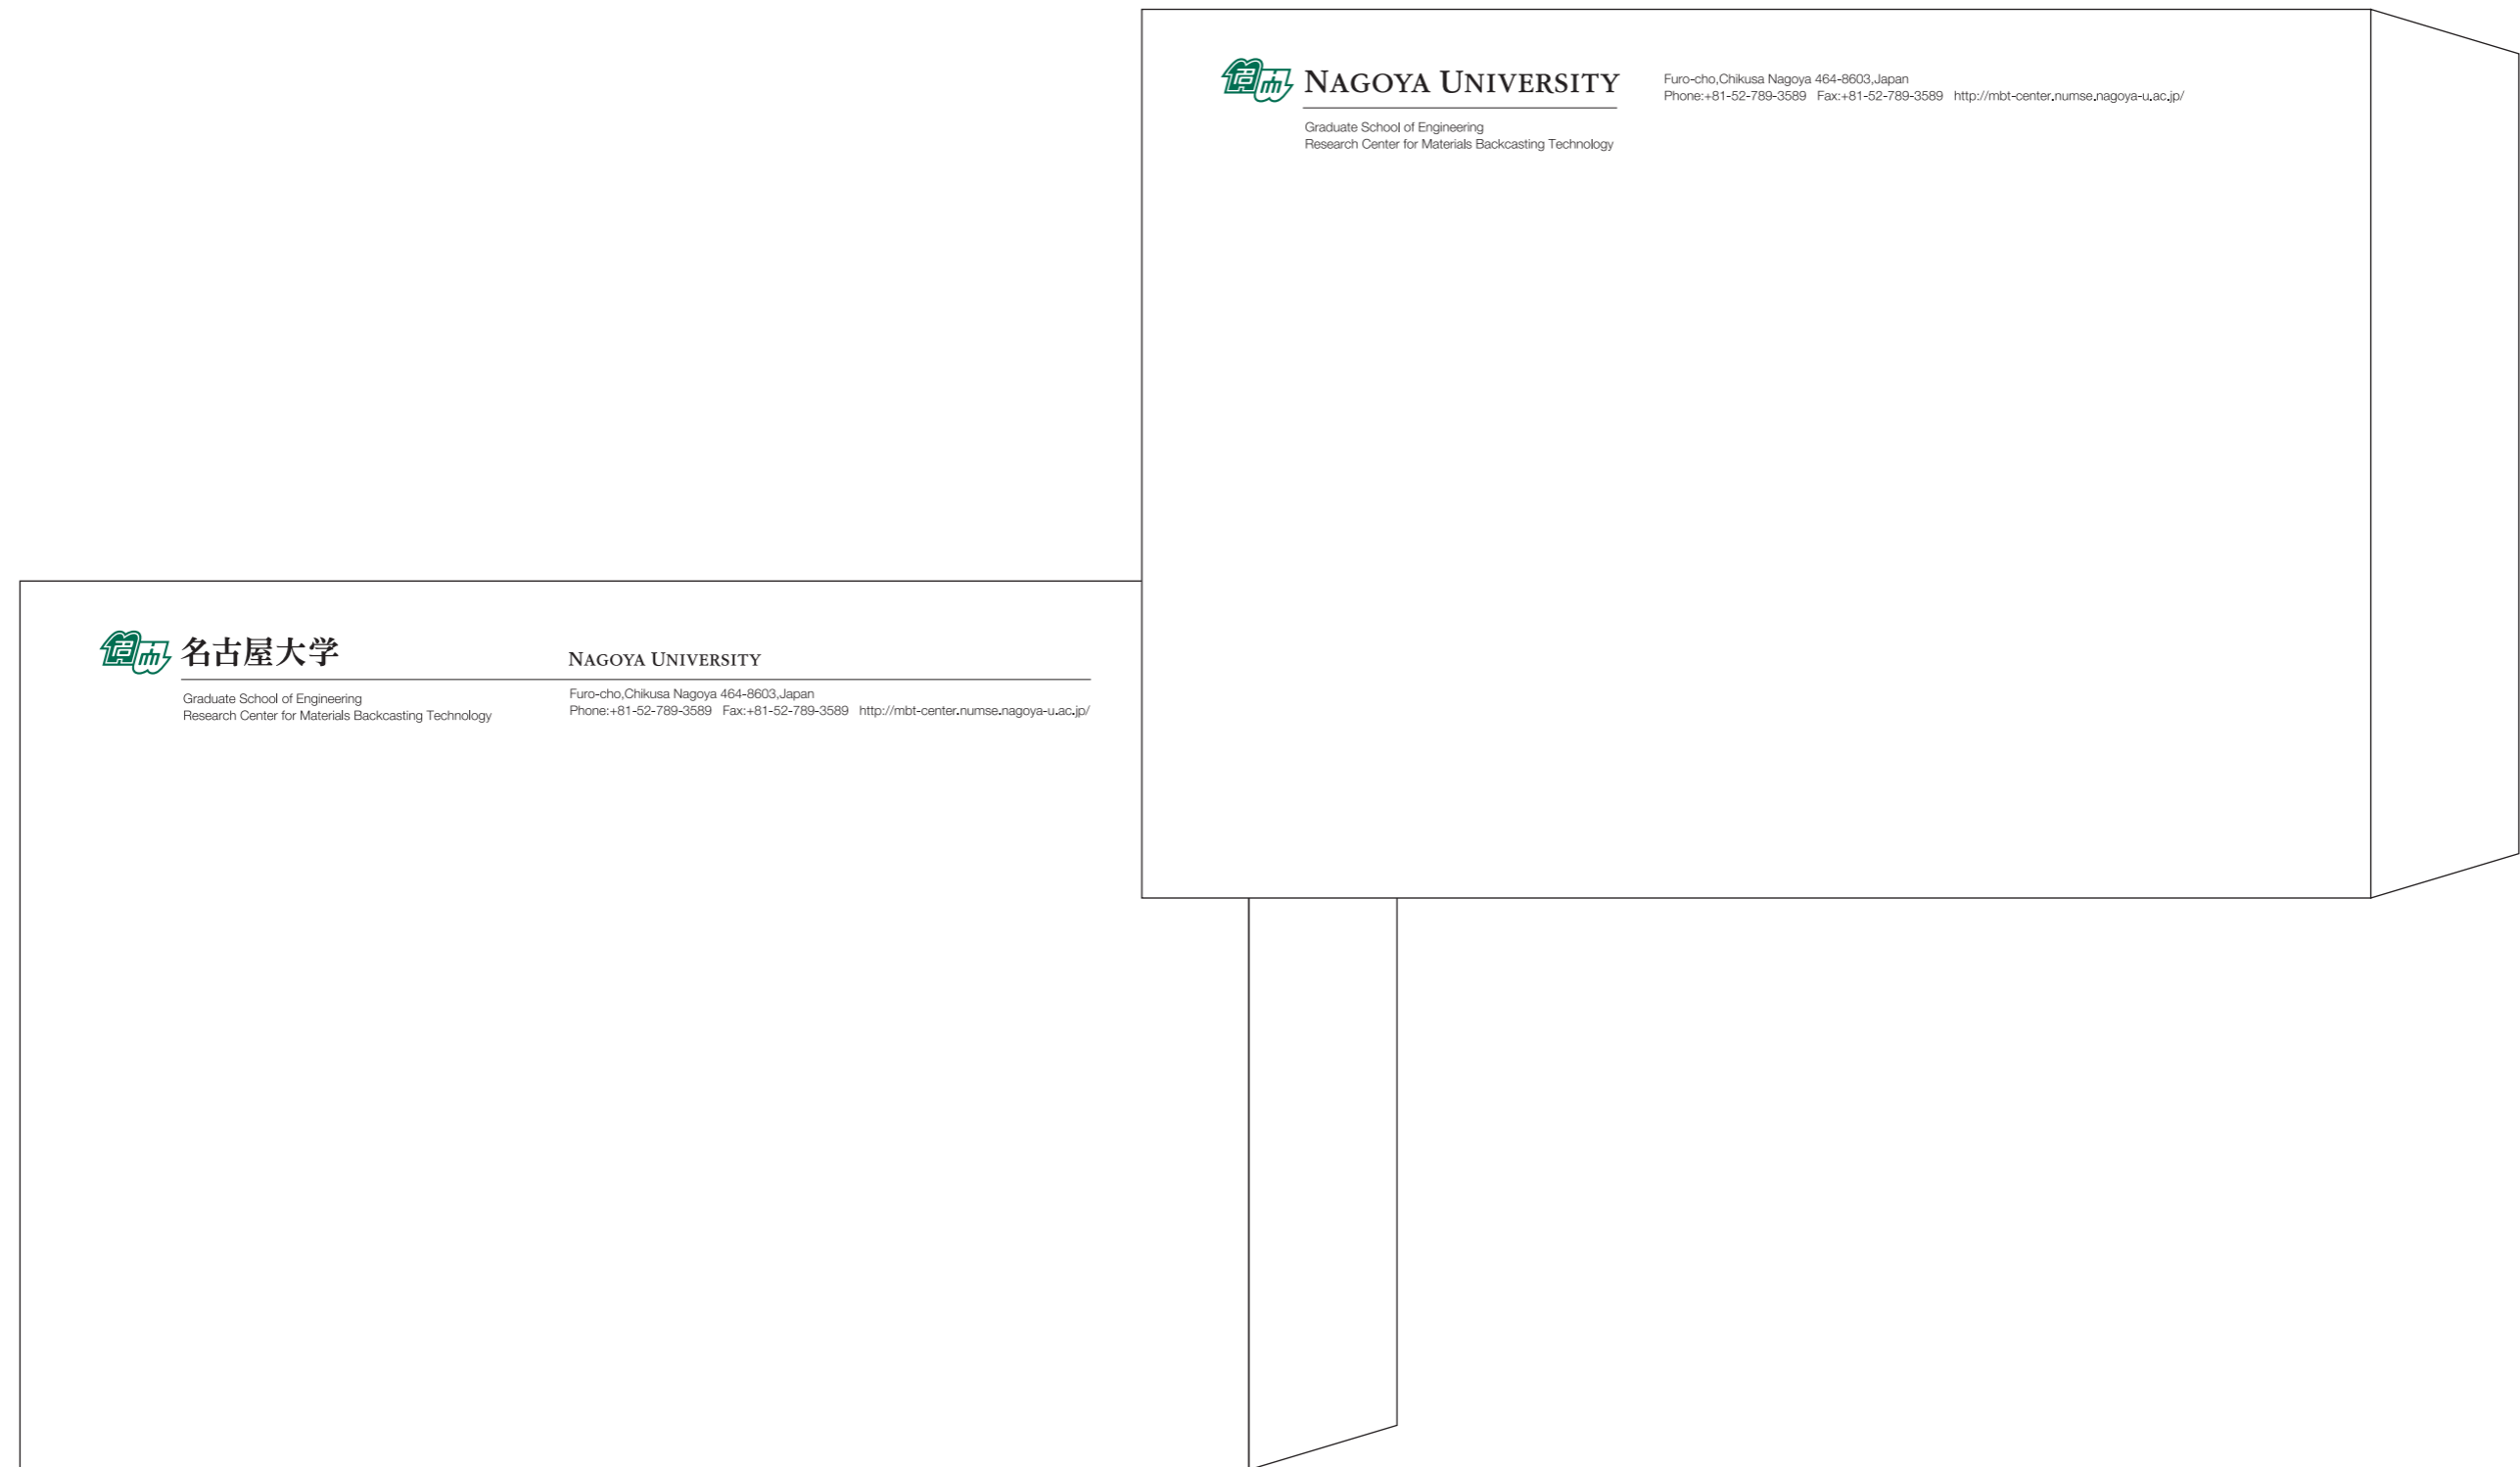 NAGOYA UNIVERSITY
Graduate School of Engineering
Research Center for Materials Backcasting Technology
Furo-cho,Chikusa Nagoya 464-8603,Japan
Phone:+81-52-789-3589 Fax:+81-52-789-3589 http://mbt-center.numse.nagoya-u.ac.jp/
名古屋大学
Graduate School of Engineering
Research Center for Materials Backcasting Technology
NAGOYA UNIVERSITY
Furo-cho,Chikusa Nagoya 464-8603,Japan
Phone:+81-52-789-3589 Fax:+81-52-789-3589 http://mbt-center.numse.nagoya-u.ac.jp/